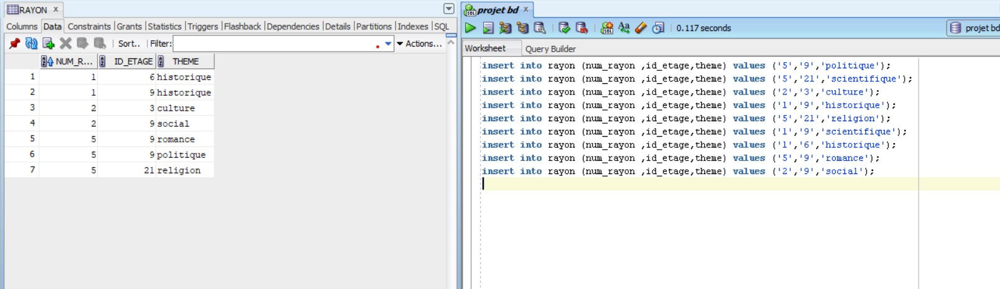 RAYON x
Columns Data Constraints Grants Statistics Triggers Flashback Dependencies Details Partitions Indexes SQL
Sort.. Filter: Actions...
NUM_R... ID_ETAGE THEME
1 1 6 historique
2 1 9 historique
3 2 3 culture
4 2 9 social
5 5 9 romance
6 5 9 politique
7 5 21 religion
projet bd x
0.117 seconds projet bd
Worksheet Query Builder
insert into rayon (num_rayon ,id_etage,theme) values ('5','9','politique');
insert into rayon (num_rayon ,id_etage,theme) values ('5','21','scientifique');
insert into rayon (num_rayon ,id_etage,theme) values ('2','3','culture');
insert into rayon (num_rayon ,id_etage,theme) values ('1','9','historique');
insert into rayon (num_rayon ,id_etage,theme) values ('5','21','religion');
insert into rayon (num_rayon ,id_etage,theme) values ('1','9','scientifique');
insert into rayon (num_rayon ,id_etage,theme) values ('1','6','historique');
insert into rayon (num_rayon ,id_etage,theme) values ('5','9','romance');
insert into rayon (num_rayon ,id_etage,theme) values ('2','9','social');